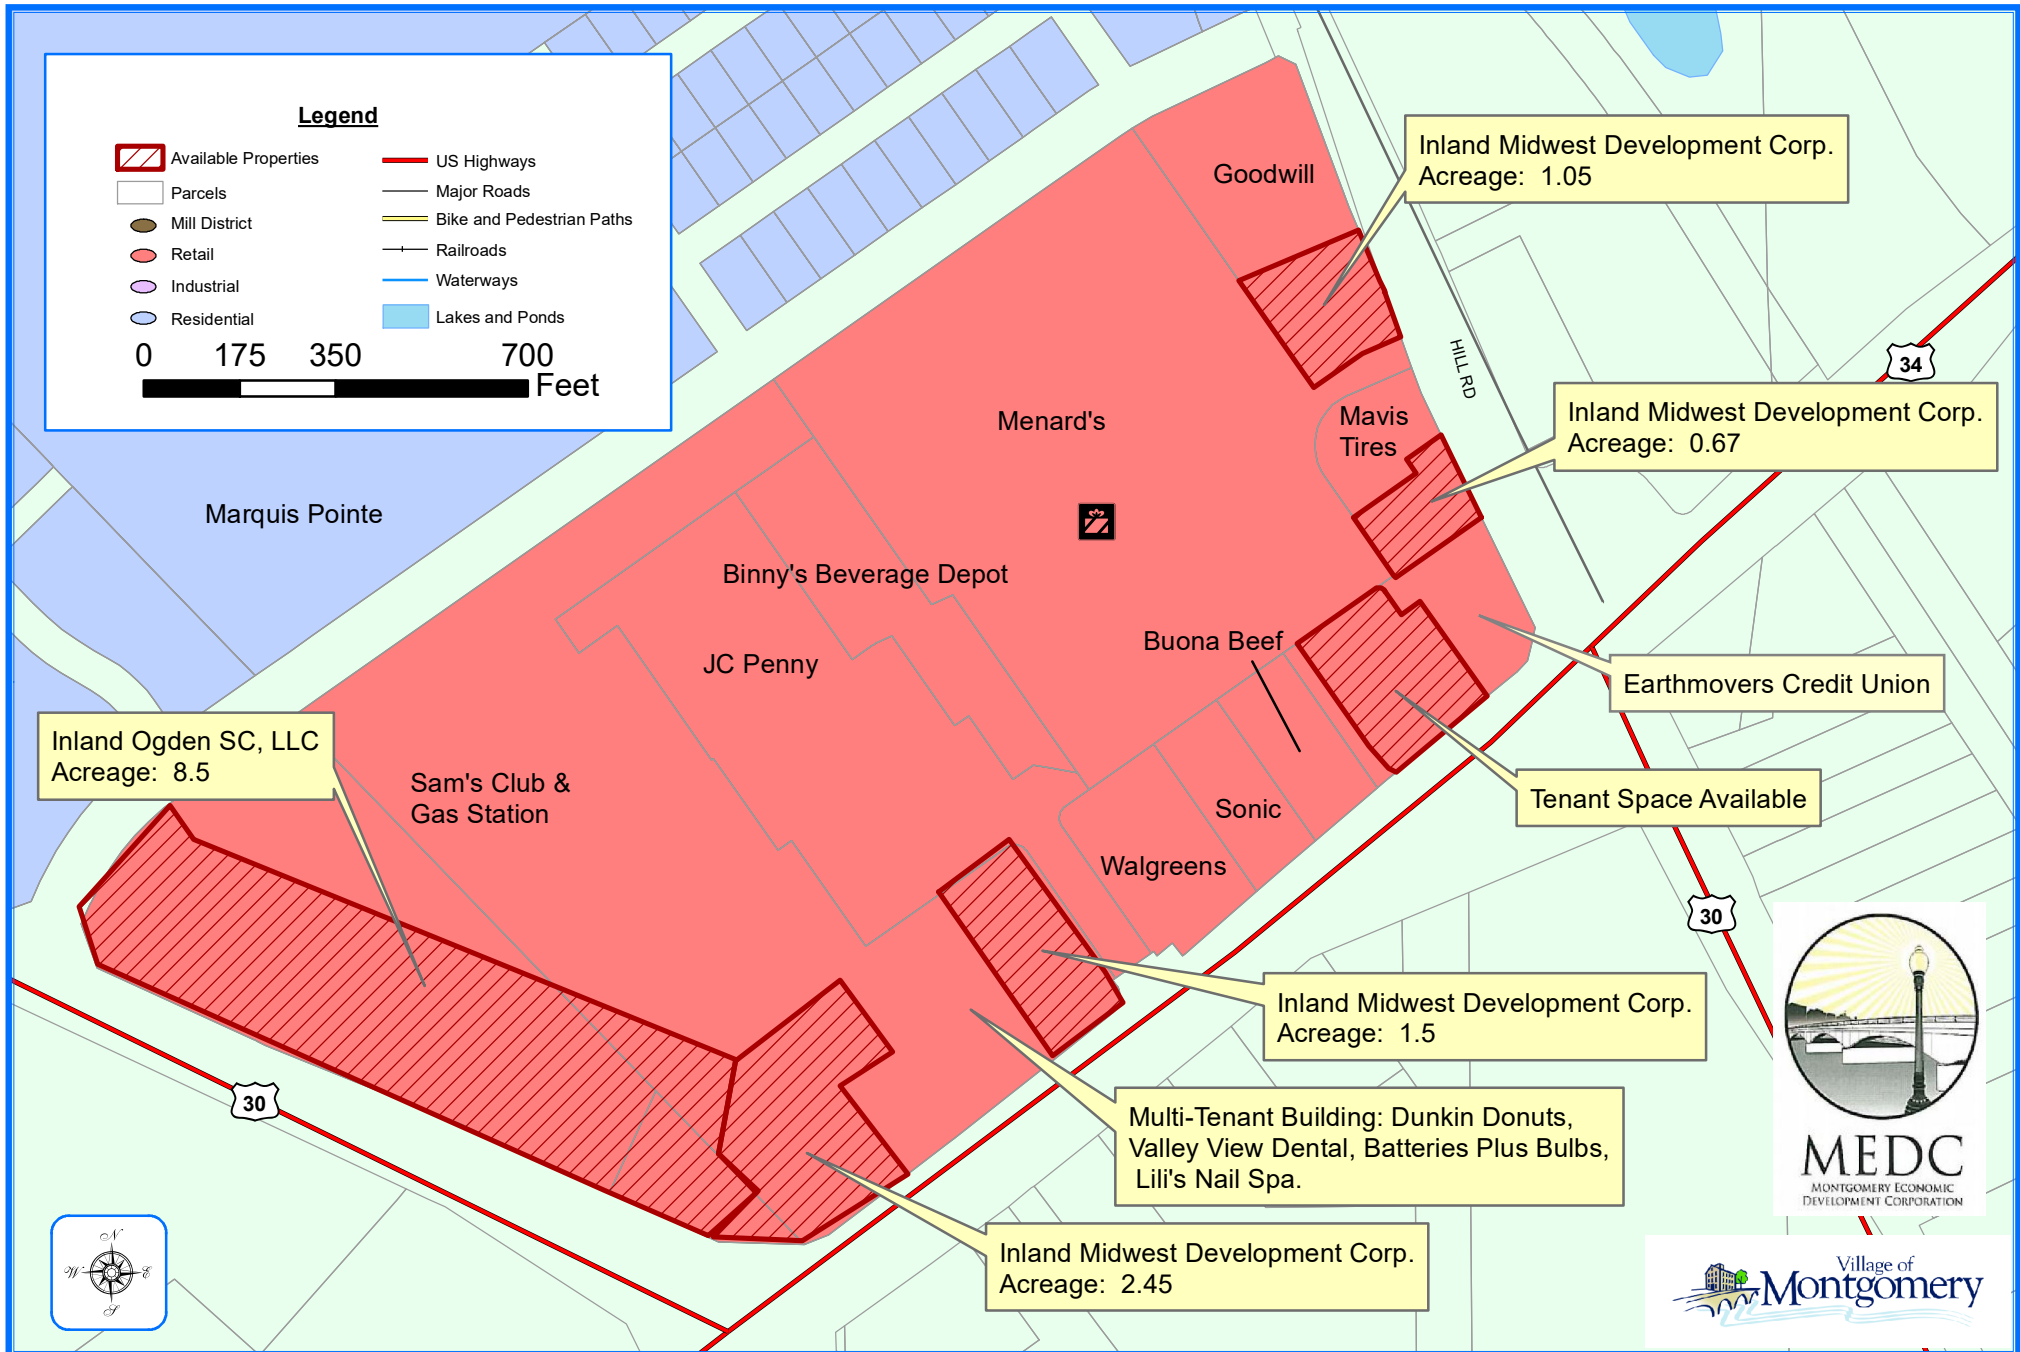 Legend
Available Properties
Parcels
Mill District
Retail
Industrial
Residential
US Highways
Major Roads
Bike and Pedestrian Paths
Railroads
Waterways
Lakes and Ponds
0 175 350 700
Feet
Goodwill
Inland Midwest Development Corp.
Acreage: 1.05
HILL RD
34
Inland Midwest Development Corp.
Acreage: 0.67
Menard's
Mavis
Tires
Marquis Pointe
Binny's Beverage Depot
JC Penny
Buona Beef
Earthmovers Credit Union
Inland Ogden SC, LLC
Acreage: 8.5
Sam's Club &
Gas Station
Sonic
Tenant Space Available
Walgreens
30
Inland Midwest Development Corp.
Acreage: 1.5
30
Multi-Tenant Building: Dunkin Donuts,
Valley View Dental, Batteries Plus Bulbs,
Lili's Nail Spa.
MEDC
MONTGOMERY ECONOMIC
DEVELOPMENT CORPORATION
Inland Midwest Development Corp.
Acreage: 2.45
N
W E
S
Village of
Montgomery